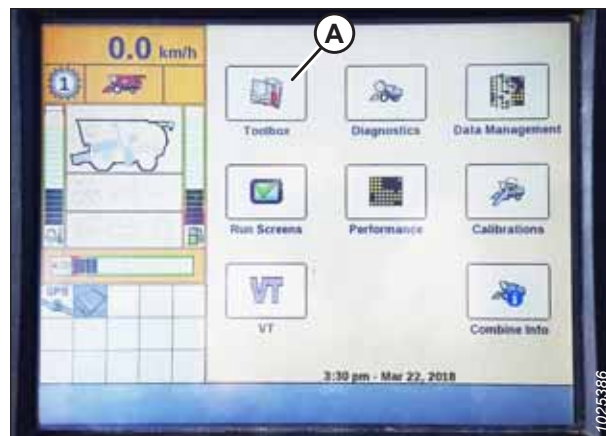 A
0.0 km/h
1
Toolbox
Diagnostics
Data Management
Run Screens
Performance
Calibrations
GPS
VT
VT
Combine Info
3:30 pm - Mar 22, 2018
1025386